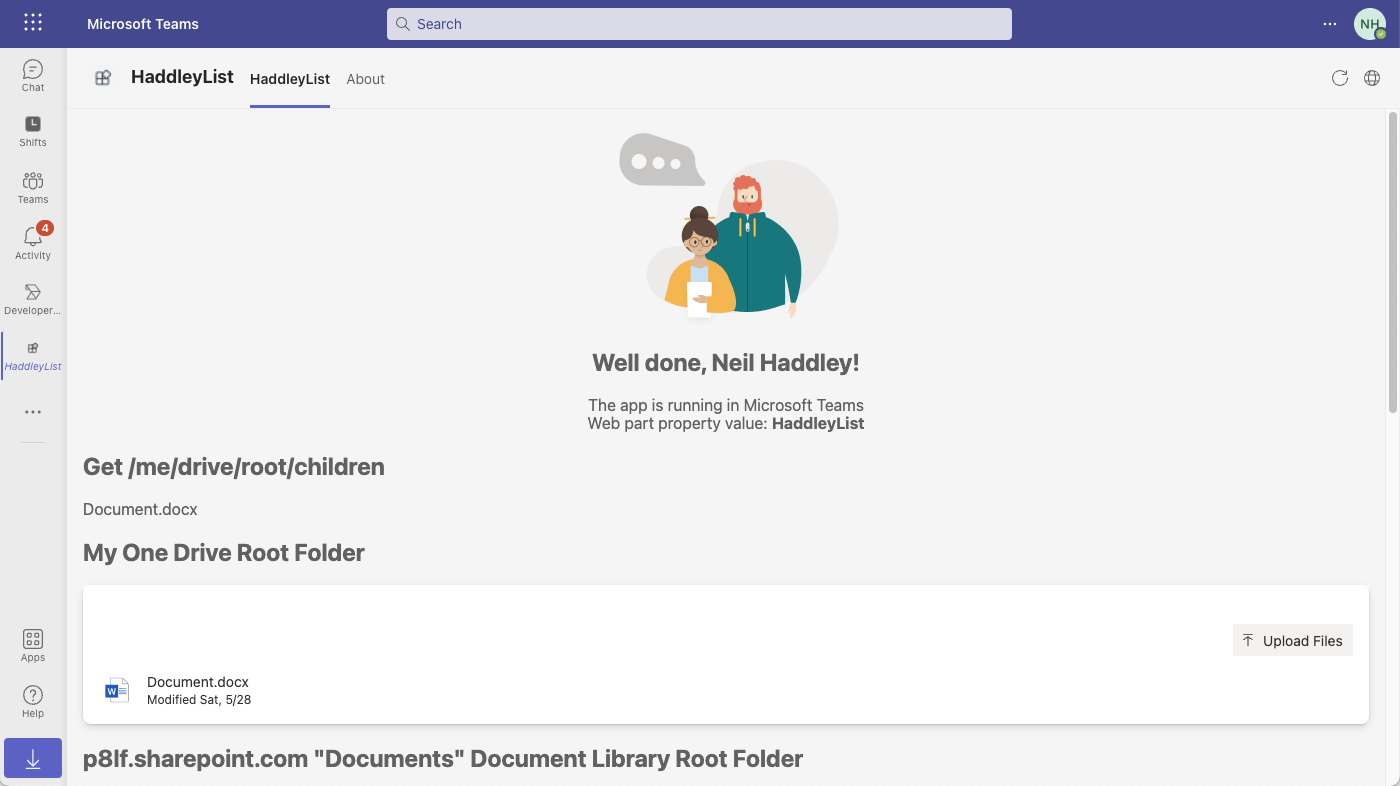 Microsoft Teams
Search
NH
Chat
Shifts
Teams
4
Activity
Developer...
HaddleyList
Apps
Help
HaddleyList
HaddleyList
About
Well done, Neil Haddley!
The app is running in Microsoft Teams
Web part property value: HaddleyList
Get /me/drive/root/children
Document.docx
My One Drive Root Folder
Upload Files
W
Document.docx
Modified Sat, 5/28
p8lf.sharepoint.com "Documents" Document Library Root Folder